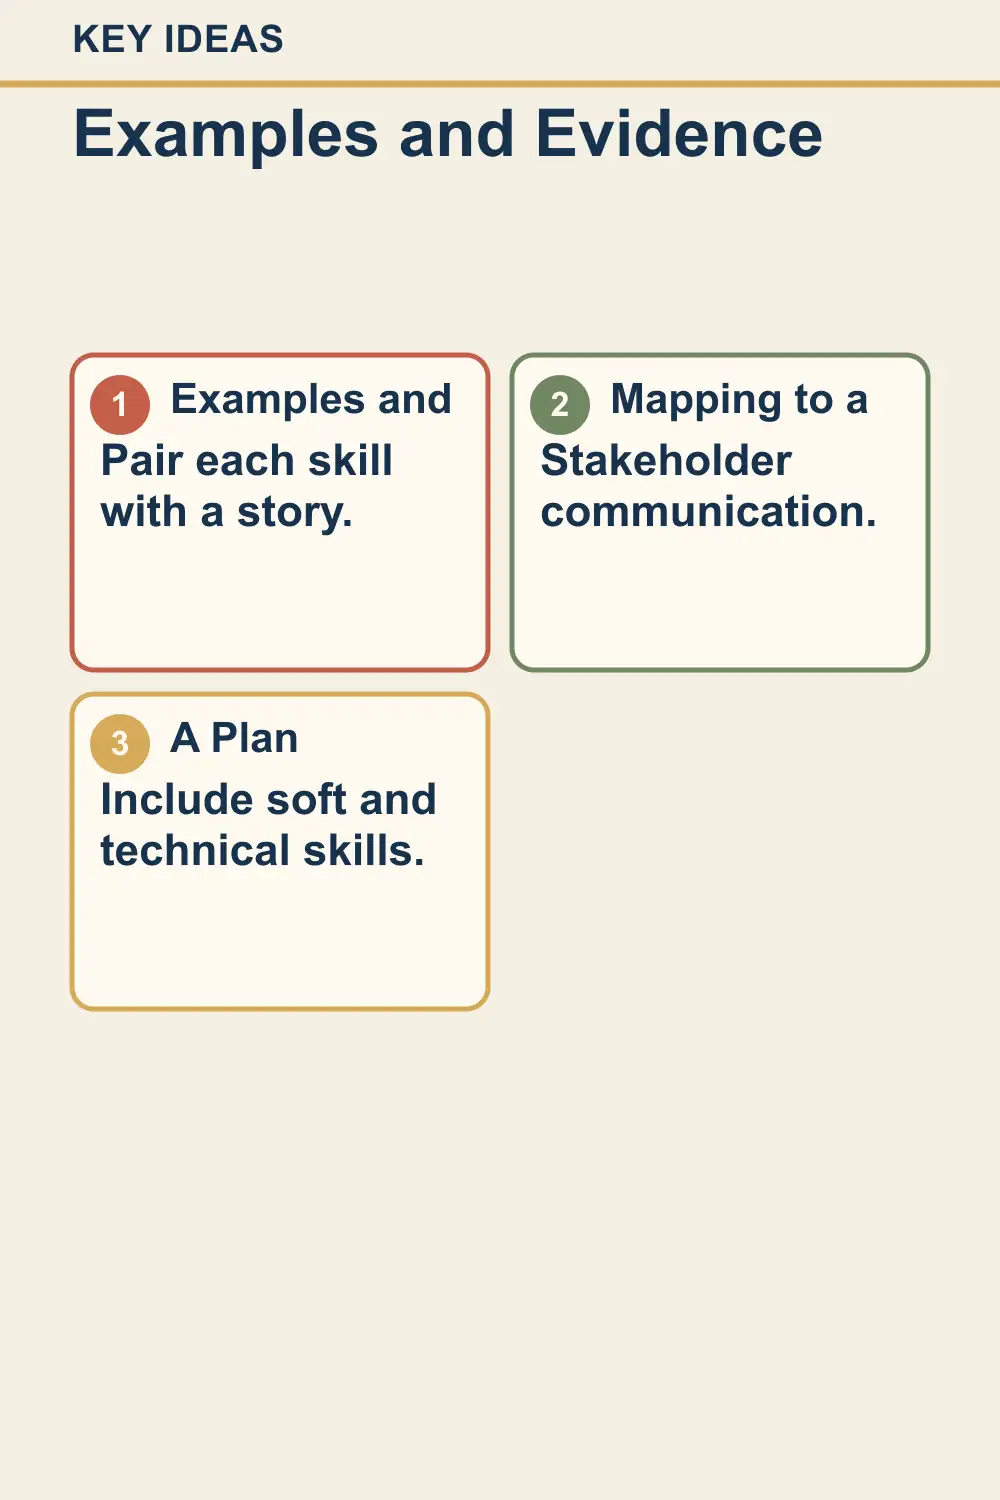 KEY IDEAS
Examples and Evidence
1 Examples and
Pair each skill
with a story.
2 Mapping to a
Stakeholder
communication.
3 A Plan
Include soft and
technical skills.